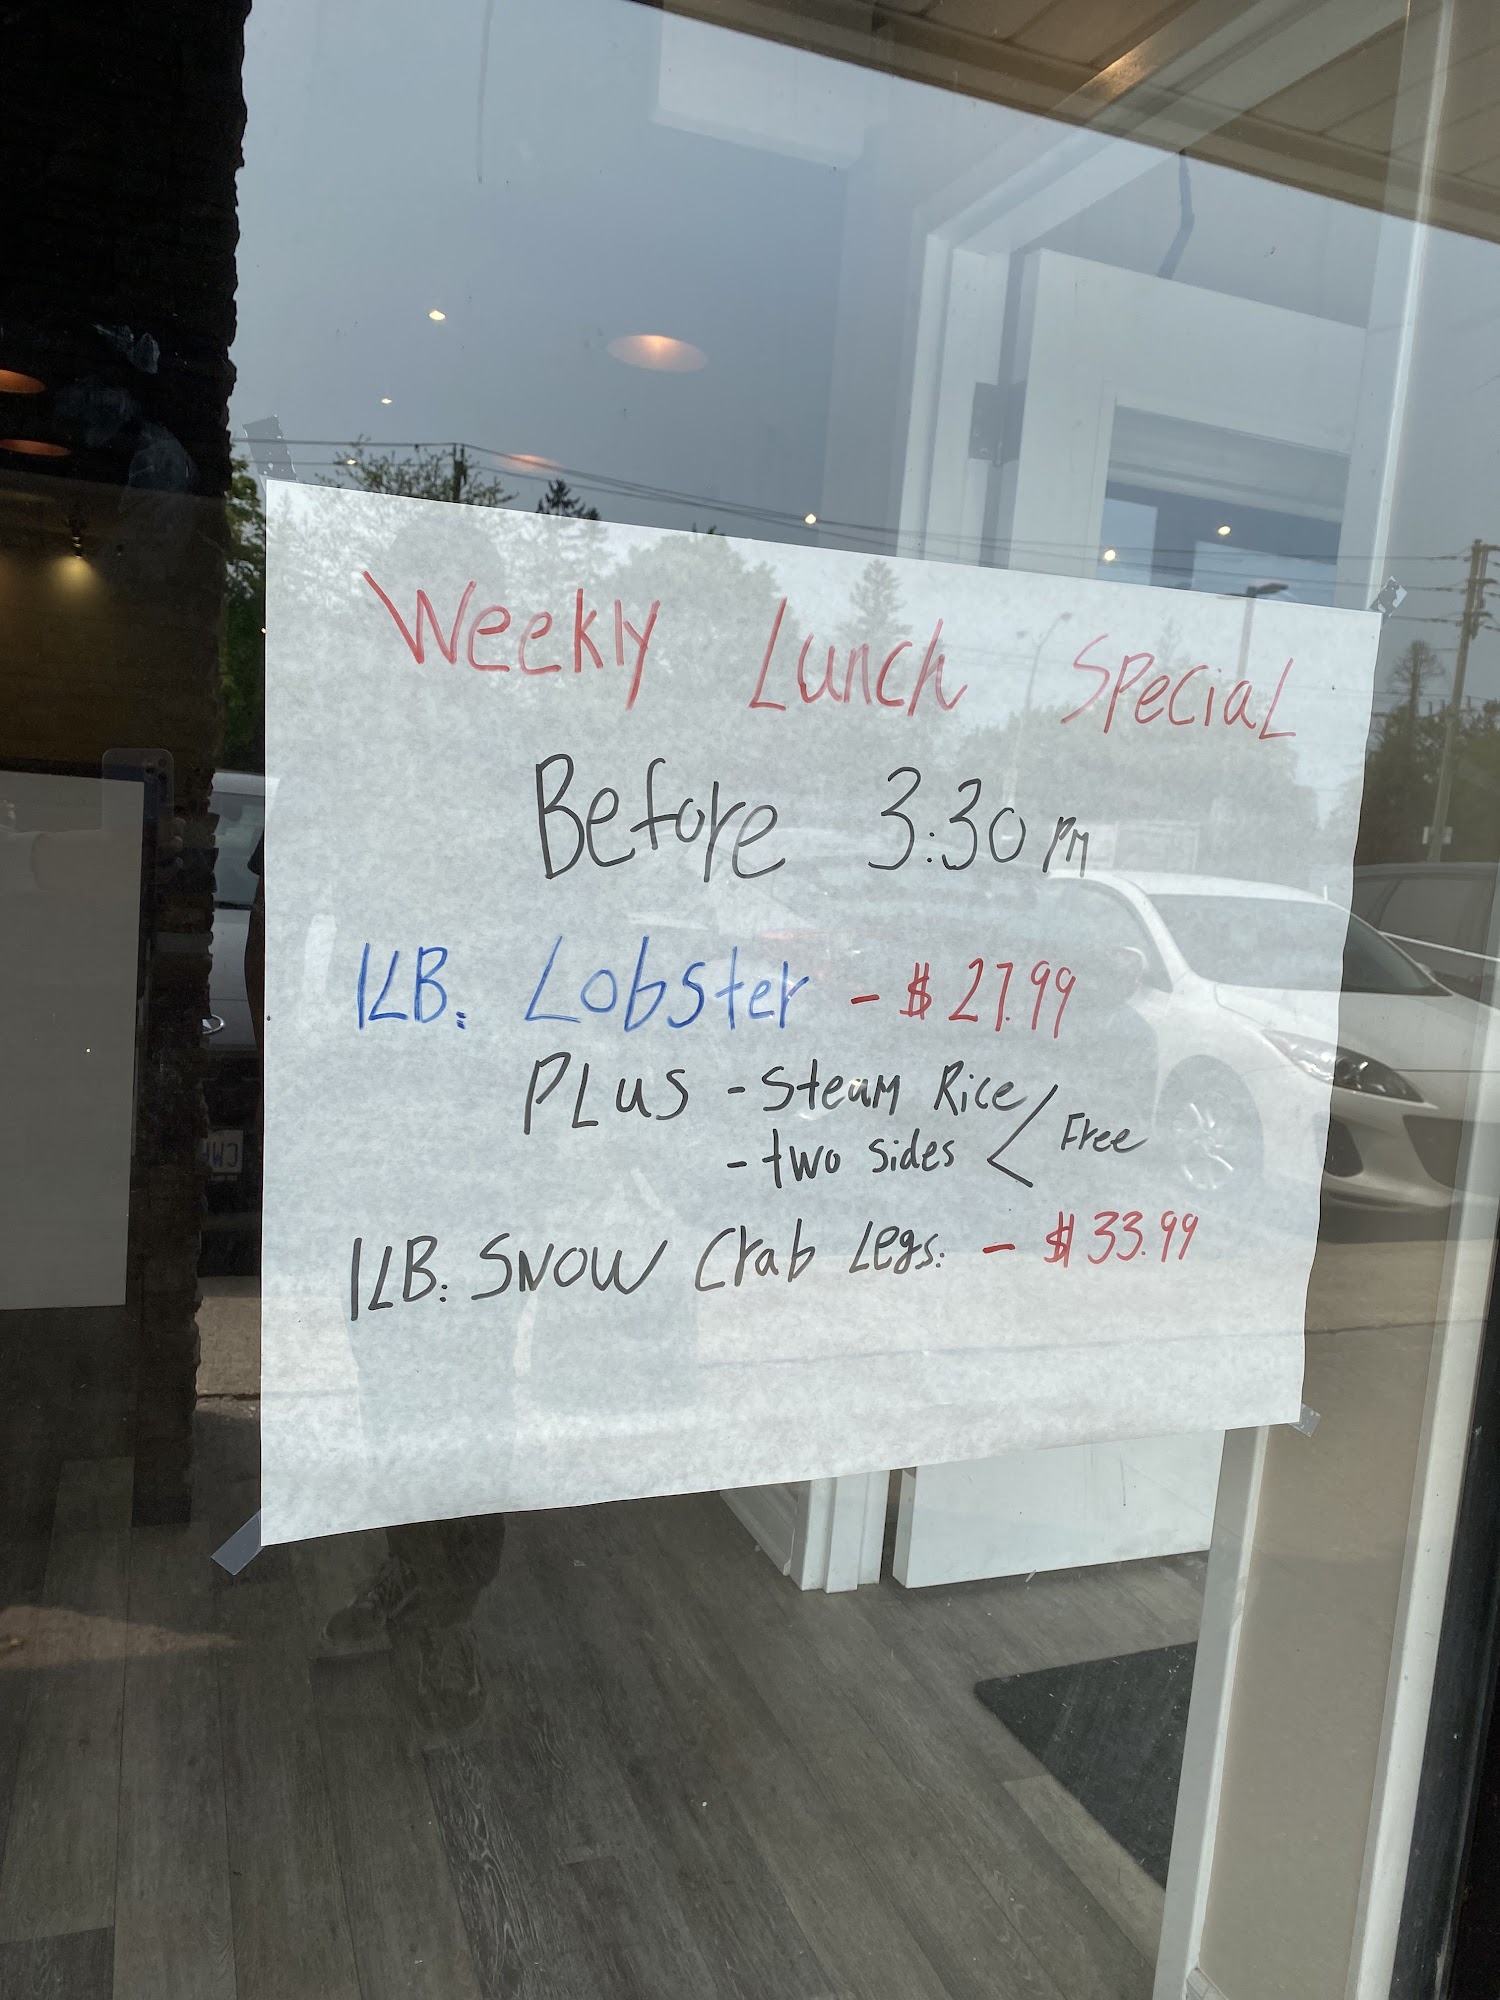 Weekly Lunch Special
Before 3:30 PM
1LB. Lobster - $27.99
PLUS - Steam Rice
- two sides < Free
1LB. Snow Crab Legs. - $33.99